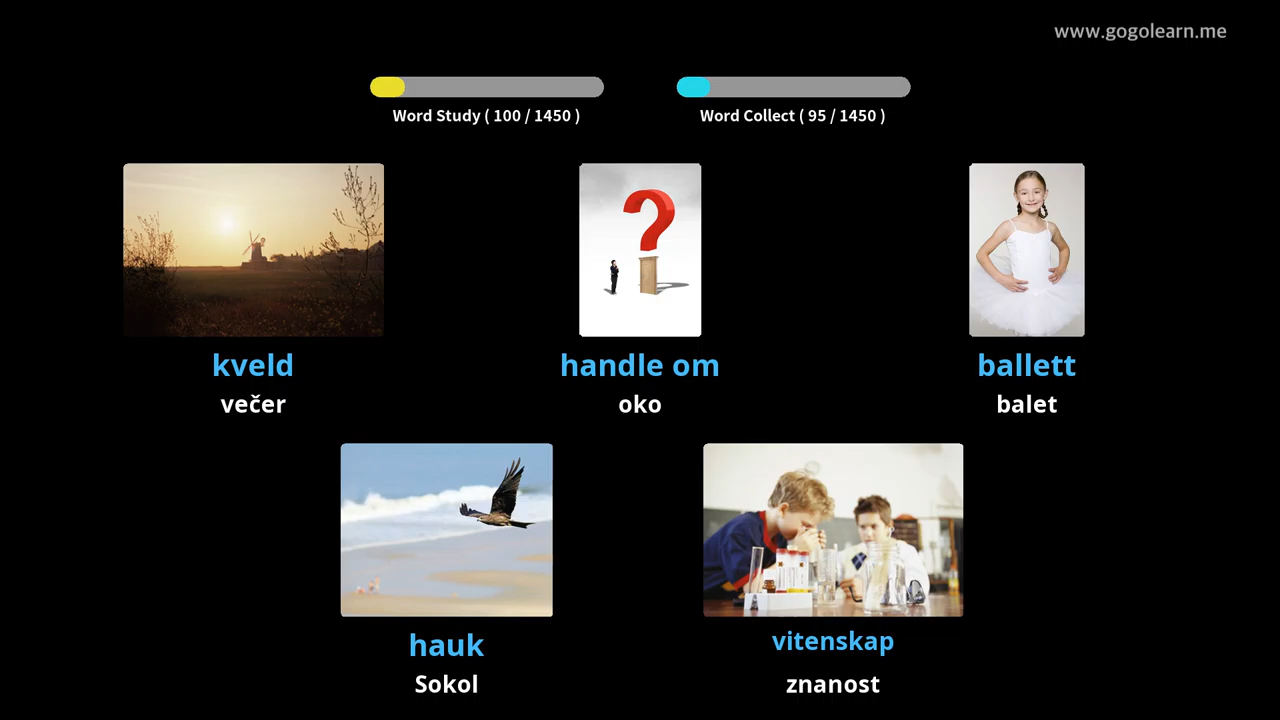 www.gogolearn.me
Word Study ( 100 / 1450 )
Word Collect ( 95 / 1450 )
kveld
večer
handle om
oko
ballett
balet
hauk
Sokol
vitenskap
znanost